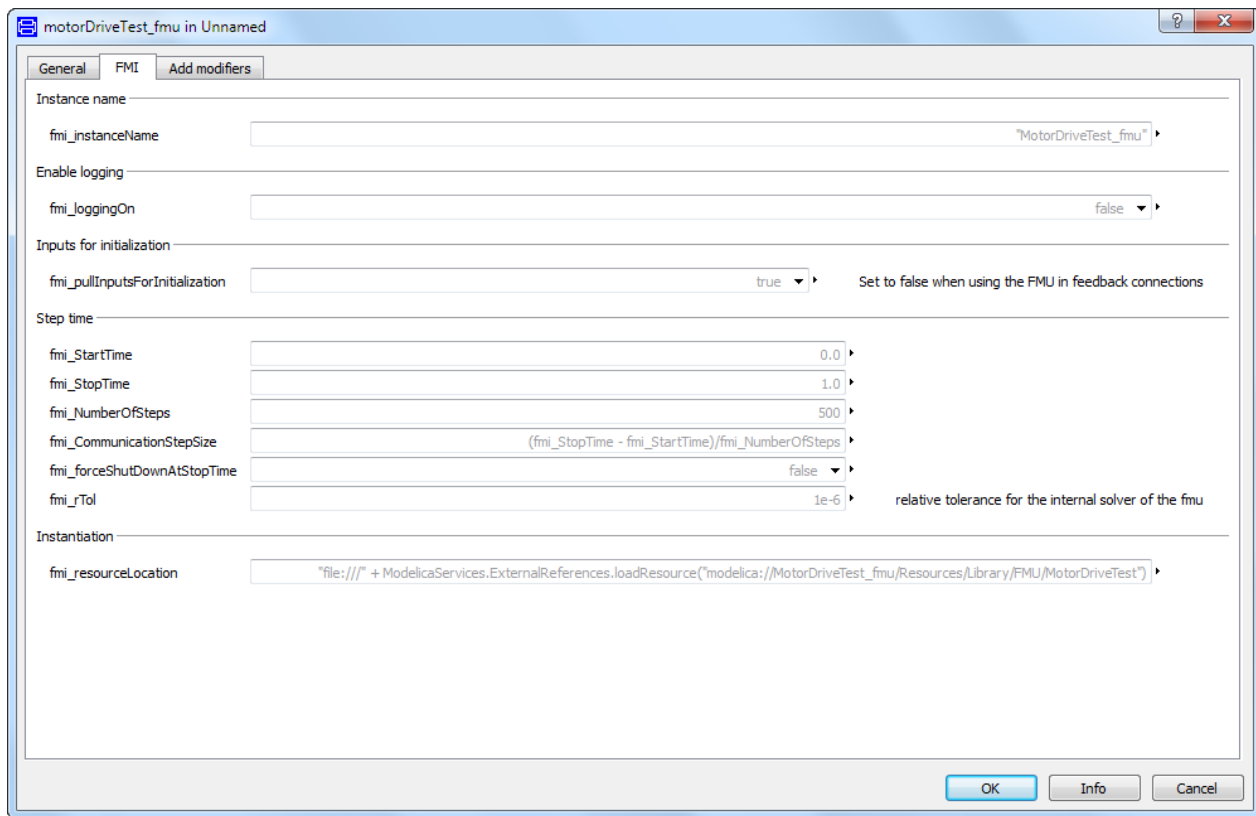 motorDriveTest_fmu in Unnamed
?
General FMI Add modifiers
Instance name
fmi_instanceName "MotorDriveTest_fmu"
Enable logging
fmi_loggingOn false
Inputs for initialization
fmi_pullInputsForInitialization true Set to false when using the FMU in feedback connections
Step time
fmi_StartTime 0.0
fmi_StopTime 1.0
fmi_NumberOfSteps 500
fmi_CommunicationStepSize (fmi_StopTime - fmi_StartTime)/fmi_NumberOfSteps
fmi_forceShutDownAtStopTime false
fmi_rTol 1e-6 relative tolerance for the internal solver of the fmu
Instantiation
fmi_resourceLocation "file:///" + ModelicaServices.ExternalReferences.loadResource("modelica://MotorDriveTest_fmu/Resources/Library/FMU/MotorDriveTest")
OK Info Cancel